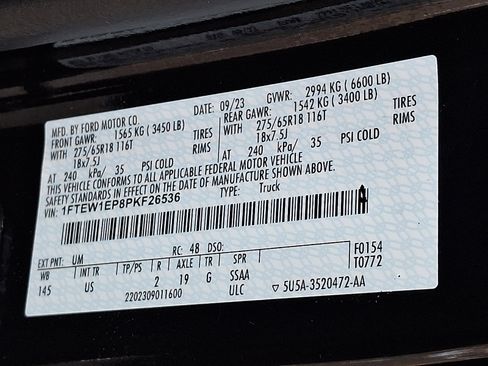 MFD. BY FORD MOTOR CO. DATE: 09/23 GVWR: 2994 KG (6600 LB)
FRONT GAWR: 1565 KG (3450 LB) REAR GAWR: 1542 KG (3400 LB)
WITH 275/65R18 116T TIRES WITH 275/65R18 116T TIRES
18x7.5J RIMS 18x7.5J RIMS
AT 240 kPa/ 35 PSI COLD AT 240 kPa/ 35 PSI COLD
THIS VEHICLE CONFORMS TO ALL APPLICABLE FEDERAL MOTOR VEHICLE
SAFETY STANDARDS IN EFFECT ON THE DATE OF MANUFACTURE SHOWN ABOVE.
VIN: 1FTEW1EP8PKF26536 TYPE: Truck
EXT PNT: UM RC: 48 DSO: F0154
WB INT TR TP/PS R AXLE TR SPR T0772
145 US 2 19 G SSAA
2202309011600 ULC ▽ 5U5A-3520472-AA